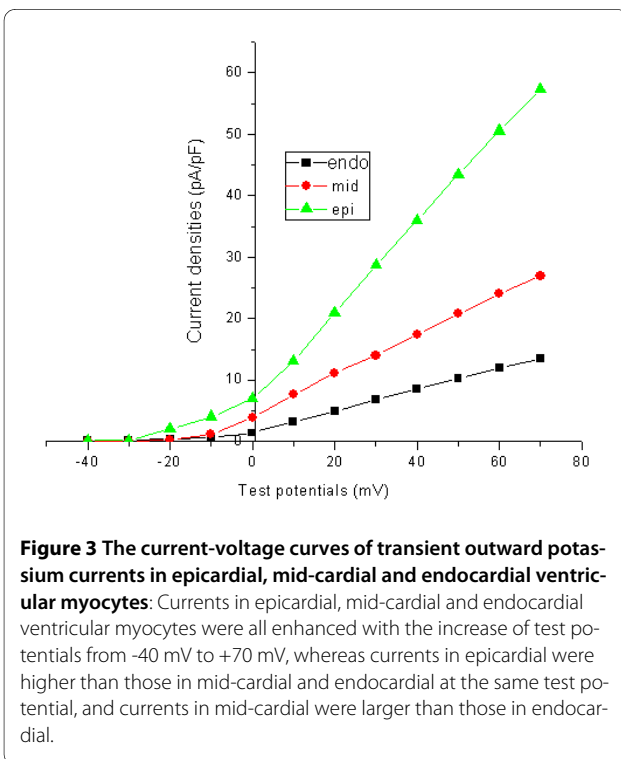 60
50
40
30
20
10
0
Current densities (pA/pF)
endo
mid
epi
-40
-20
0
20
40
60
80
Test potentials (mV)
Figure 3 The current-voltage curves of transient outward potas-
sium currents in epicardial, mid-cardial and endocardial ventric-
ular myocytes: Currents in epicardial, mid-cardial and endocardial
ventricular myocytes were all enhanced with the increase of test po-
tentials from -40 mV to +70 mV, whereas currents in epicardial were
higher than those in mid-cardial and endocardial at the same test po-
tential, and currents in mid-cardial were larger than those in endocar-
dial.